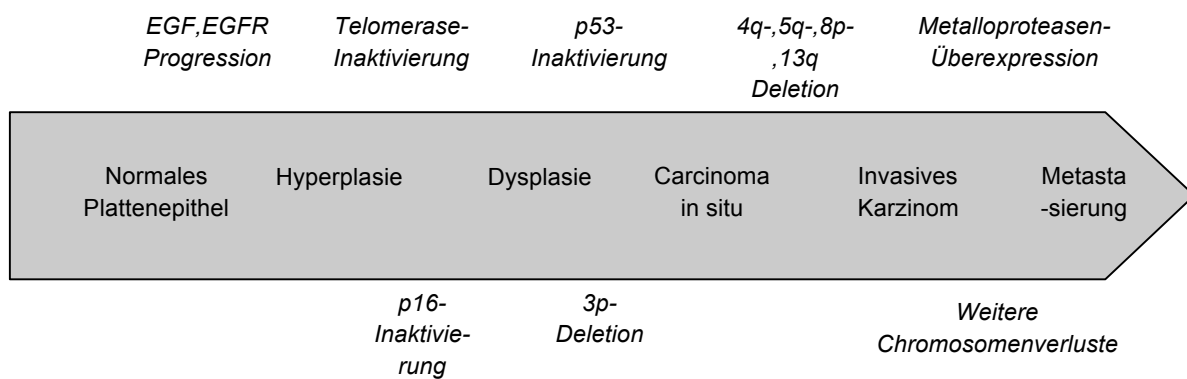 EGF,EGFR
Progression
Telomerase-
Inaktivierung
p53-
Inaktivierung
4q-,5q-,8p-
,13q
Deletion
Metalloproteasen-
Überexpression
Normales
Plattenepithel
Hyperplasie
Dysplasie
Carcinoma
in situ
Invasives
Karzinom
Metasta
-sierung
p16-
Inaktivie-
rung
3p-
Deletion
Weitere
Chromosomenverluste